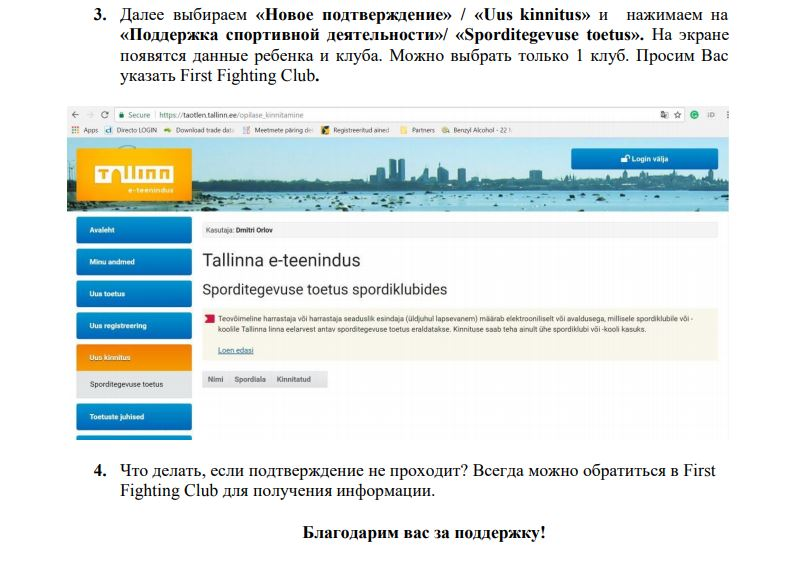 3. Далее выбираем «Новое подтверждение» / «Uus kinnitus» и нажимаем на
«Поддержка спортивной деятельности»/ «Sporditegevuse toetus». На экране
появятся данные ребенка и клуба. Можно выбрать только 1 клуб. Просим Вас
указать First Fighting Club.
Secure | https://taotlen.tallinn.ee/opilase_kinnitamine
Apps Directo LOGIN Download trade data Meetmete päring de Registreeritud ained Partners Benzyl Alcohol - 22
Tallinn
e-teenindus
Login välja
Avaleht
Minu andmed
Uus toetus
Uus registreering
Uus kinnitus
Sporditegevuse toetus
Toetuste juhised
Kasutaja: Dmitri Orlov
Tallinna e-teenindus
Sporditegevuse toetus spordiklubides
Teovõimeline harrastaja või harrastaja seaduslik esindaja (üldjuhul lapsevanem) määrab elektrooniliselt või avaldusega, millisele spordiklubile või -
koolile Tallinna linna eelarvest antav sporditegevuse toetus eraldatakse. Kinnituse saab teha ainult ühe spordiklubi või -kooli kasuks.
Loen edasi
Nimi Spordiala Kinnitatud
4. Что делать, если подтверждение не проходит? Всегда можно обратиться в First
Fighting Club для получения информации.
Благодарим вас за поддержку!